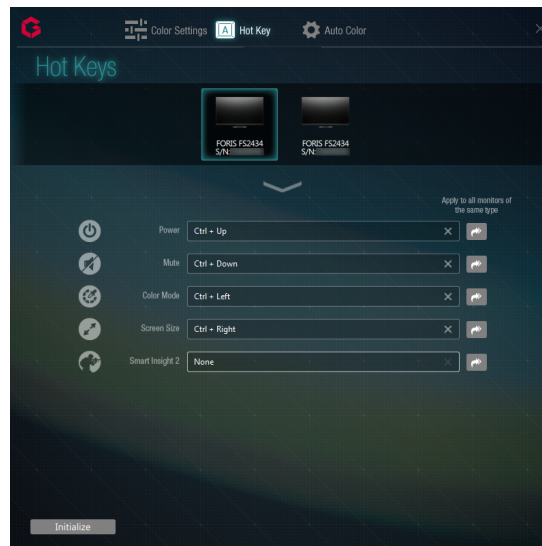 Color Settings
A Hot Key
Auto Color
Hot Keys
FORIS FS2434
S/N:
FORIS FS2434
S/N:
Apply to all monitors of
the same type
Power
Ctrl + Up
Mute
Ctrl + Down
Color Mode
Ctrl + Left
Screen Size
Ctrl + Right
Smart Insight 2
None
Initialize